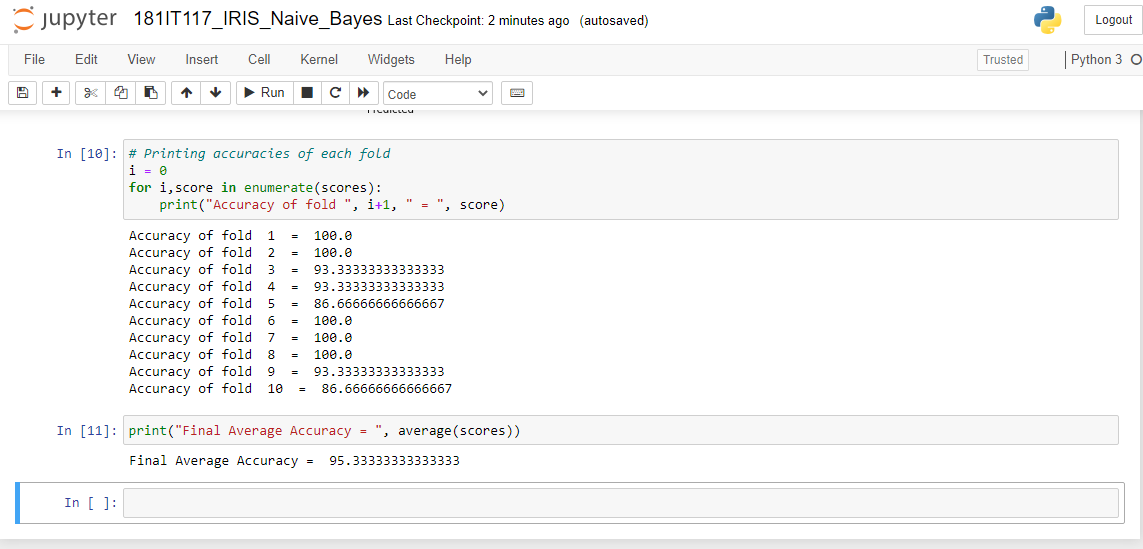 jupyter 181IT117_IRIS_Naive_Bayes Last Checkpoint: 2 minutes ago (autosaved) Logout
File Edit View Insert Cell Kernel Widgets Help Trusted Python 3
Run Code
Predicted
In [10]: # Printing accuracies of each fold
i = 0
for i,score in enumerate(scores):
    print("Accuracy of fold ", i+1, " = ", score)
Accuracy of fold  1  =  100.0
Accuracy of fold  2  =  100.0
Accuracy of fold  3  =  93.33333333333333
Accuracy of fold  4  =  93.33333333333333
Accuracy of fold  5  =  86.66666666666667
Accuracy of fold  6  =  100.0
Accuracy of fold  7  =  100.0
Accuracy of fold  8  =  100.0
Accuracy of fold  9  =  93.33333333333333
Accuracy of fold  10  =  86.66666666666667
In [11]: print("Final Average Accuracy = ", average(scores))
Final Average Accuracy =  95.33333333333333
In [ ]: